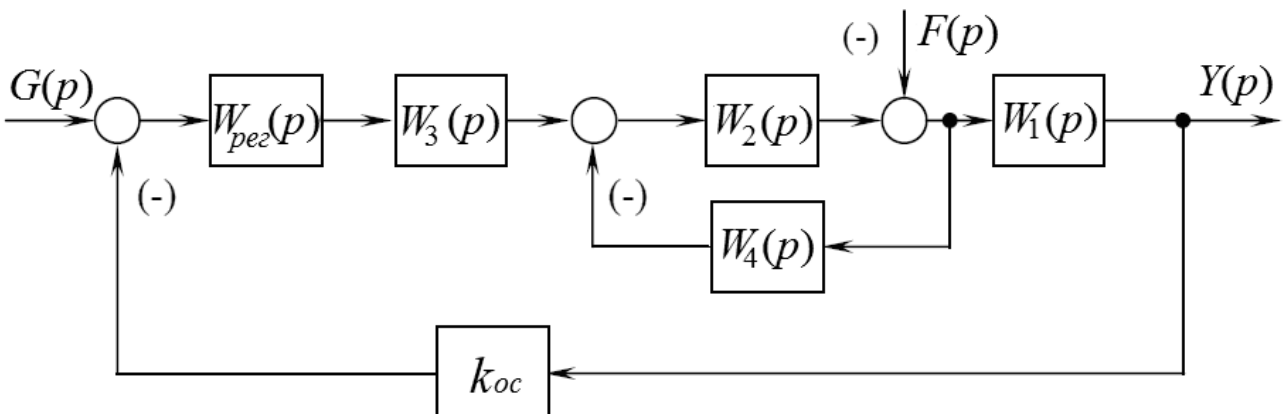 (-) F(p)
G(p) Y(p)
W_рег(p) W_3(p) W_2(p) W_1(p)
(-) (-)
W_4(p)
k_ос